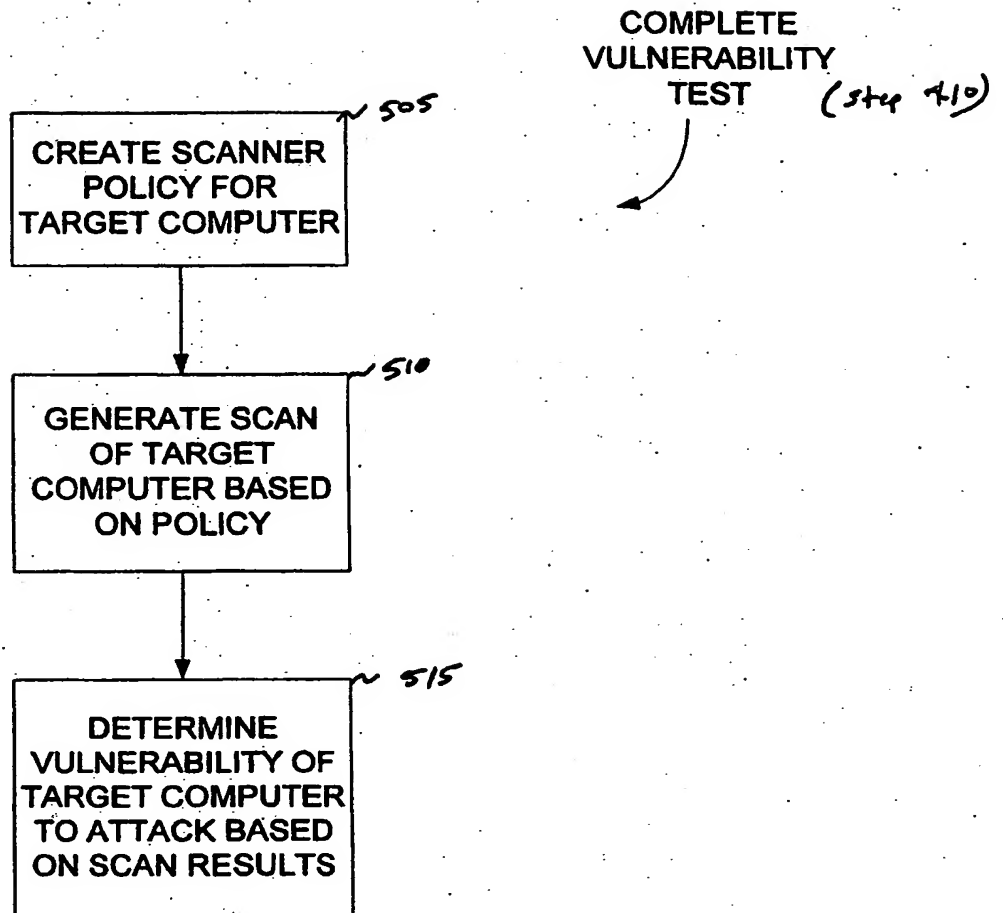 COMPLETE
VULNERABILITY
TEST (step 410)
505
CREATE SCANNER
POLICY FOR
TARGET COMPUTER
510
GENERATE SCAN
OF TARGET
COMPUTER BASED
ON POLICY
515
DETERMINE
VULNERABILITY OF
TARGET COMPUTER
TO ATTACK BASED
ON SCAN RESULTS